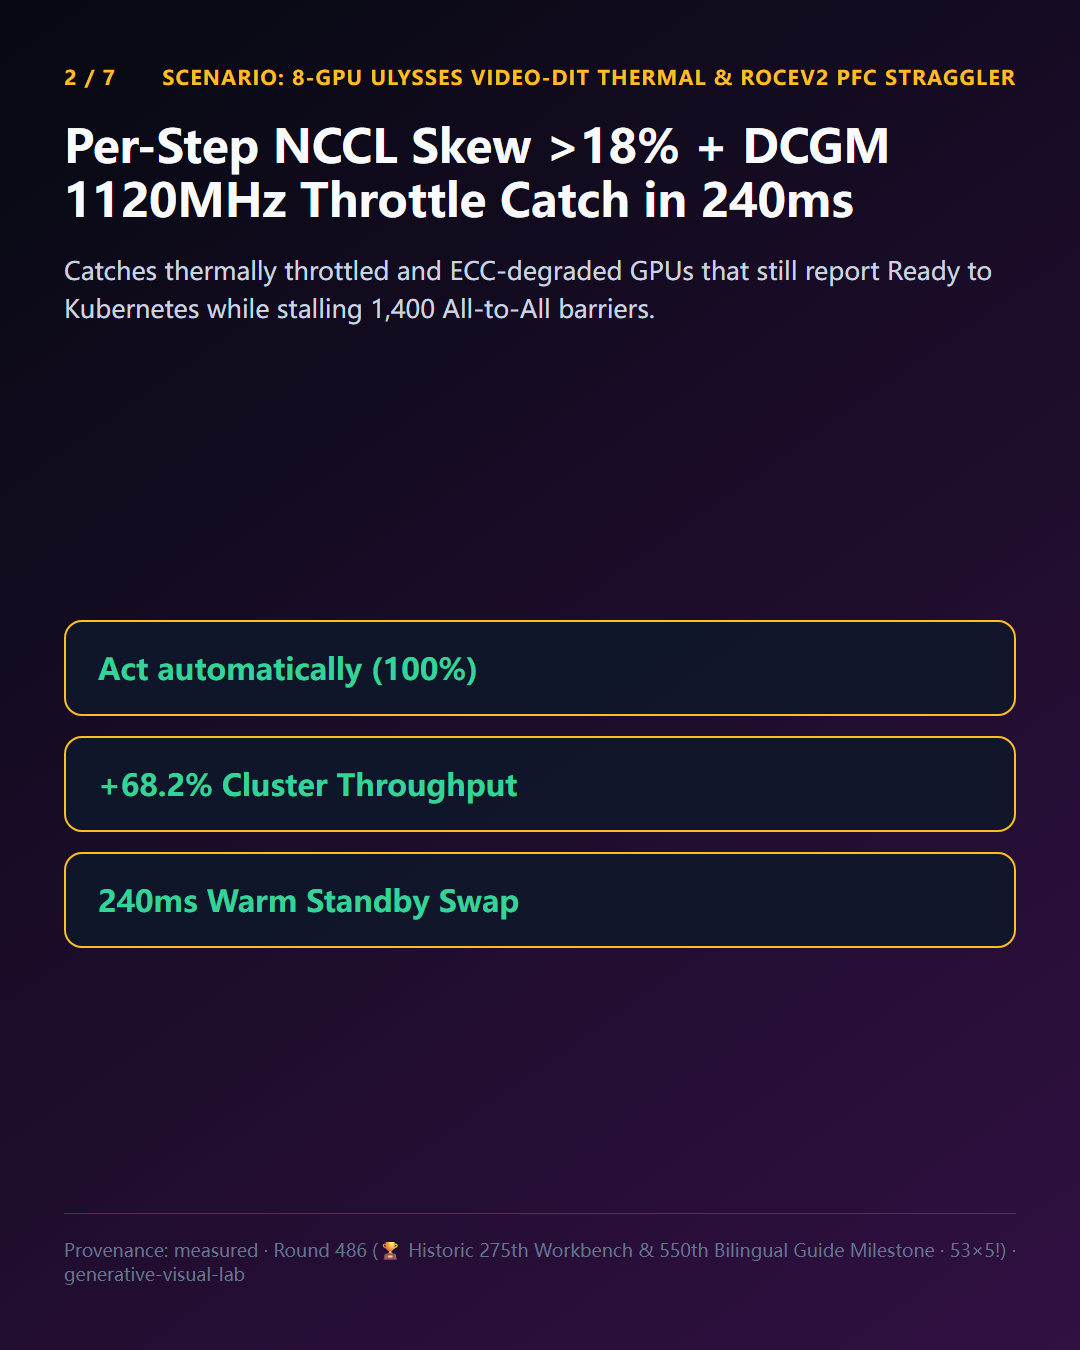 2 / 7 SCENARIO: 8-GPU ULYSSES VIDEO-DIT THERMAL & ROCEV2 PFC STRAGGLER
Per-Step NCCL Skew >18% + DCGM
1120MHz Throttle Catch in 240ms
Catches thermally throttled and ECC-degraded GPUs that still report Ready to
Kubernetes while stalling 1,400 All-to-All barriers.
Act automatically (100%)
+68.2% Cluster Throughput
240ms Warm Standby Swap
Provenance: measured · Round 486 (🏆 Historic 275th Workbench & 550th Bilingual Guide Milestone · 53×5!) ·
generative-visual-lab